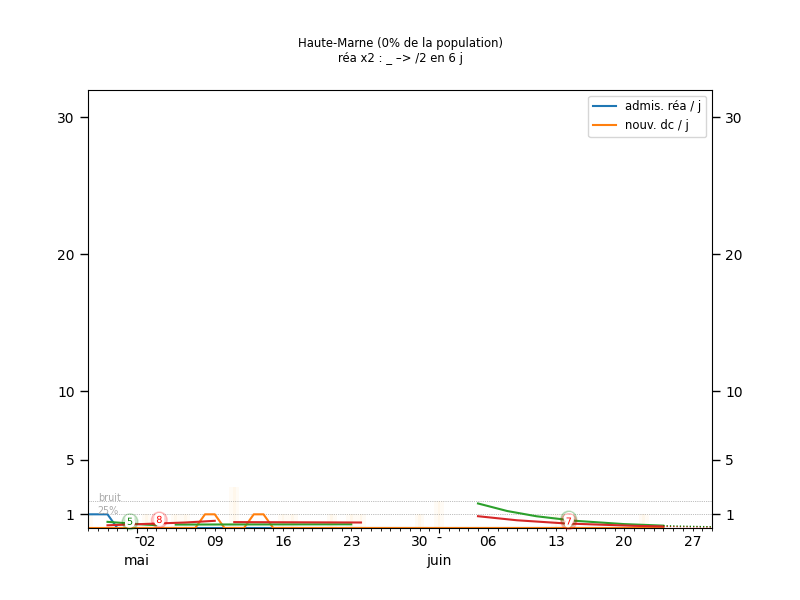 Haute-Marne (0% de la population)
réa x2 : _ –> /2 en 6 j
admis. réa / j
nouv. dc / j
30 30
20 20
10 10
5 5
1 1
bruit
25%
5 8 7
02 09 16 23 30 06 13 20 27
mai juin